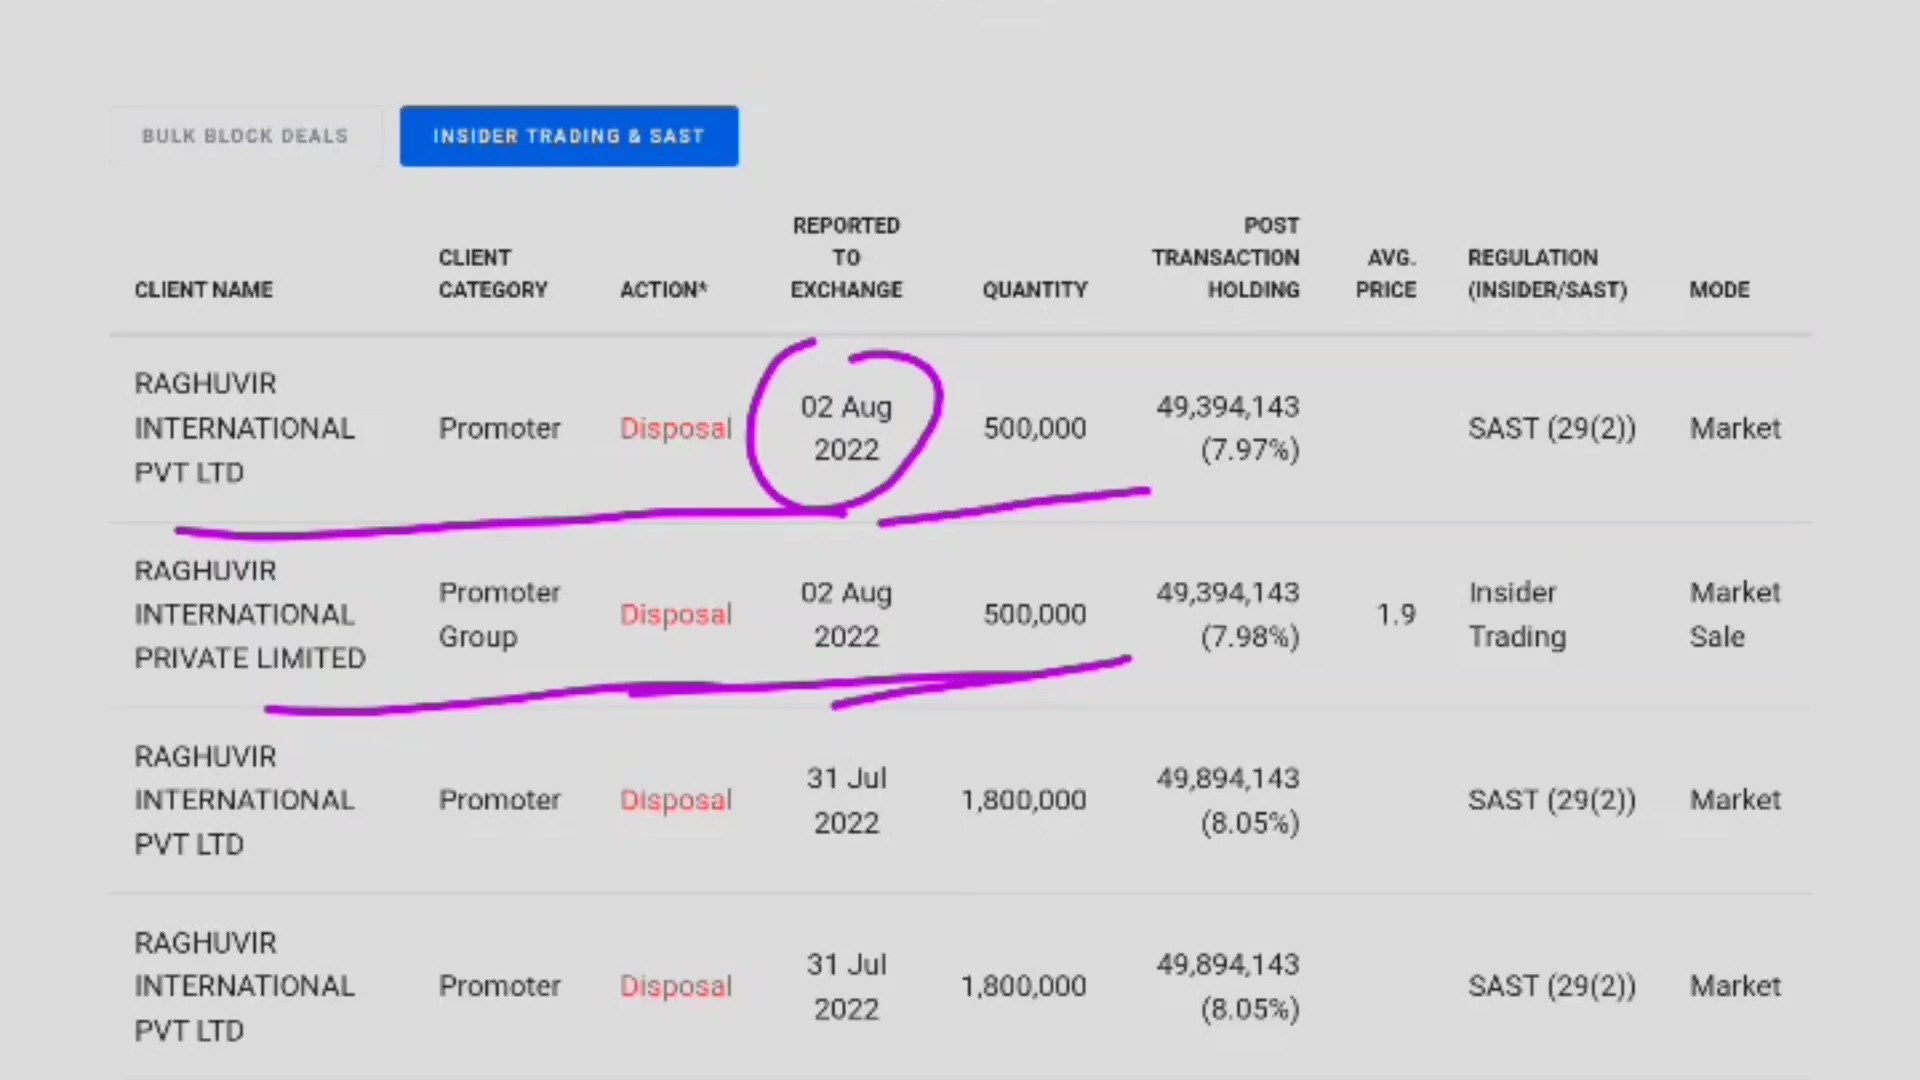 BULK BLOCK DEALS
INSIDER TRADING & SAST
CLIENT NAME
CLIENT
CATEGORY
ACTION*
REPORTED
TO
EXCHANGE
QUANTITY
POST
TRANSACTION
HOLDING
AVG.
PRICE
REGULATION
(INSIDER/SAST)
MODE
RAGHUVIR
INTERNATIONAL
PVT LTD
Promoter
Disposal
02 Aug
2022
500,000
49,394,143
(7.97%)
SAST (29(2))
Market
RAGHUVIR
INTERNATIONAL
PRIVATE LIMITED
Promoter
Group
Disposal
02 Aug
2022
500,000
49,394,143
(7.98%)
1.9
Insider
Trading
Market
Sale
RAGHUVIR
INTERNATIONAL
PVT LTD
Promoter
Disposal
31 Jul
2022
1,800,000
49,894,143
(8.05%)
SAST (29(2))
Market
RAGHUVIR
INTERNATIONAL
PVT LTD
Promoter
Disposal
31 Jul
2022
1,800,000
49,894,143
(8.05%)
SAST (29(2))
Market